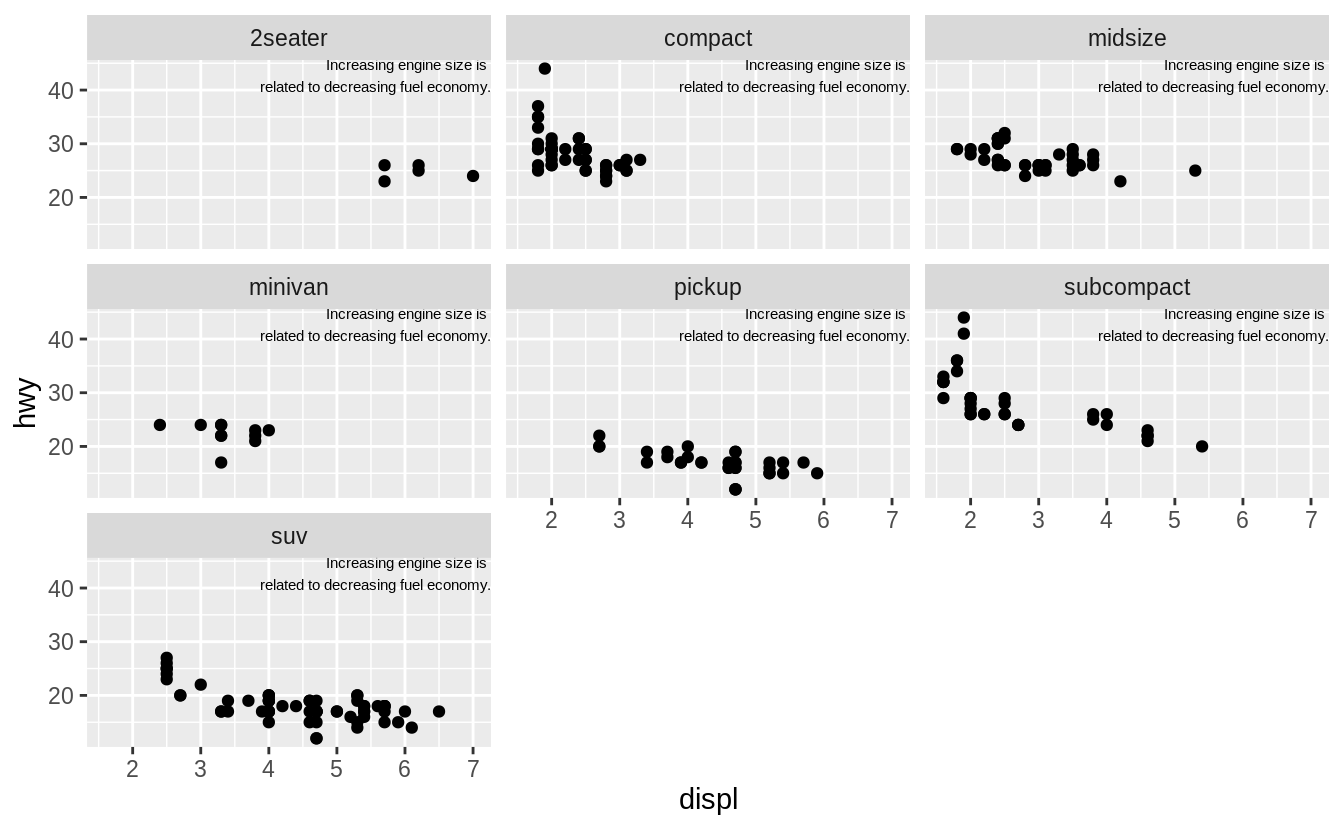 2seater
compact
midsize
Increasing engine size is
related to decreasing fuel economy.
Increasing engine size is
related to decreasing fuel economy.
Increasing engine size is
related to decreasing fuel economy.
40
30
20
minivan
pickup
subcompact
Increasing engine size is
related to decreasing fuel economy.
Increasing engine size is
related to decreasing fuel economy.
Increasing engine size is
related to decreasing fuel economy.
40
30
20
hwy
2 3 4 5 6 7
2 3 4 5 6 7
suv
Increasing engine size is
related to decreasing fuel economy.
40
30
20
2 3 4 5 6 7
displ